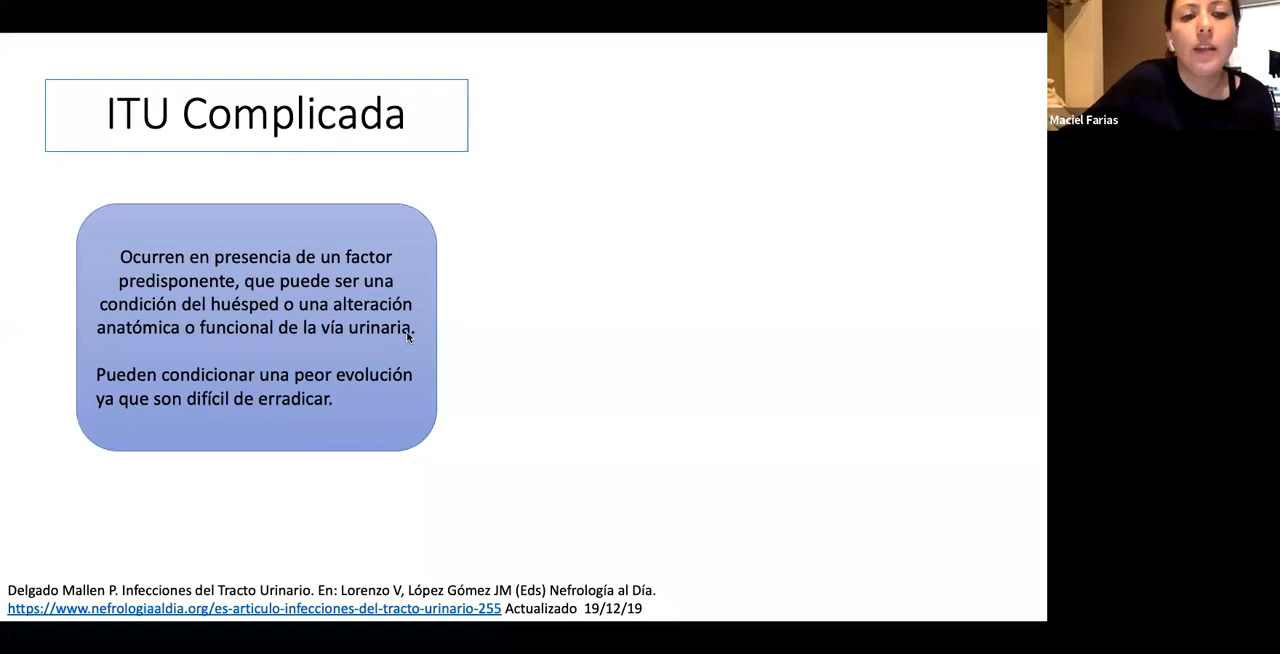 ITU Complicada
Ocurren en presencia de un factor
predisponente, que puede ser una
condición del huésped o una alteración
anatómica o funcional de la vía urinaria.
Pueden condicionar una peor evolución
ya que son difícil de erradicar.
Delgado Mallen P. Infecciones del Tracto Urinario. En: Lorenzo V, López Gómez JM (Eds) Nefrología al Día.
https://www.nefrologiaaldia.org/es-articulo-infecciones-del-tracto-urinario-255 Actualizado 19/12/19
Maciel Farias